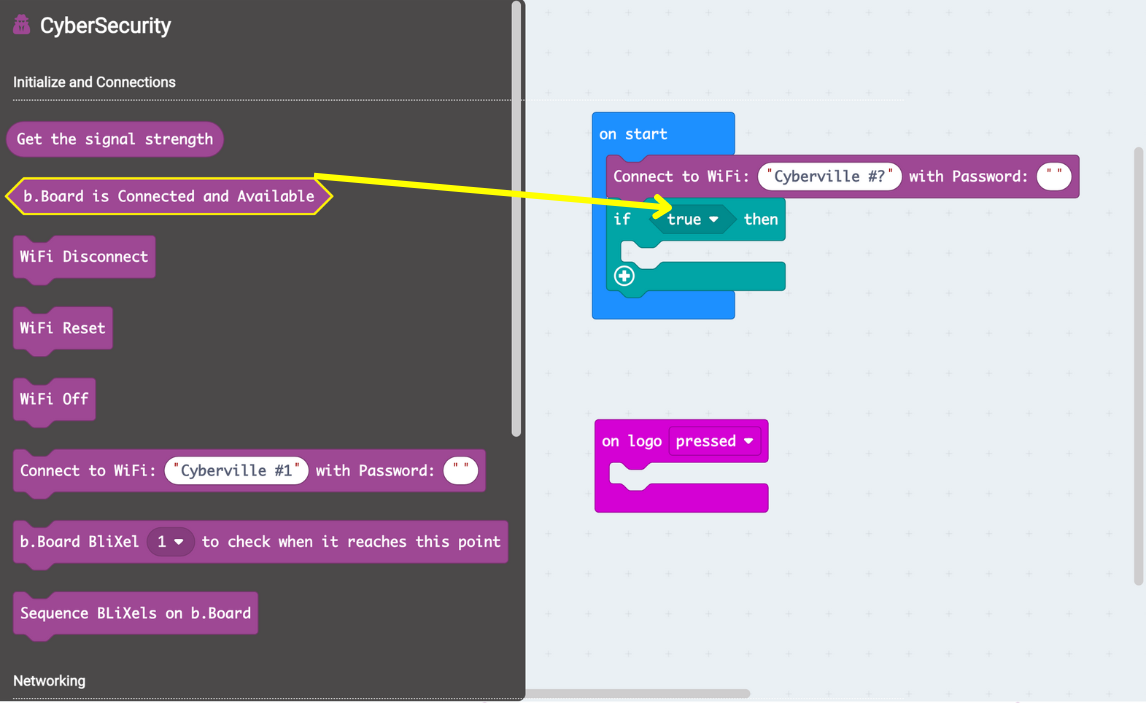 CyberSecurity
Initialize and Connections
Get the signal strength
b.Board is Connected and Available
WiFi Disconnect
WiFi Reset
WiFi Off
Connect to WiFi: "Cyberville #1" with Password: " "
b.Board BliXel 1 to check when it reaches this point
Sequence BLiXels on b.Board
Networking
on start
Connect to WiFi: "Cyberville #?" with Password: " "
if true then
on logo pressed